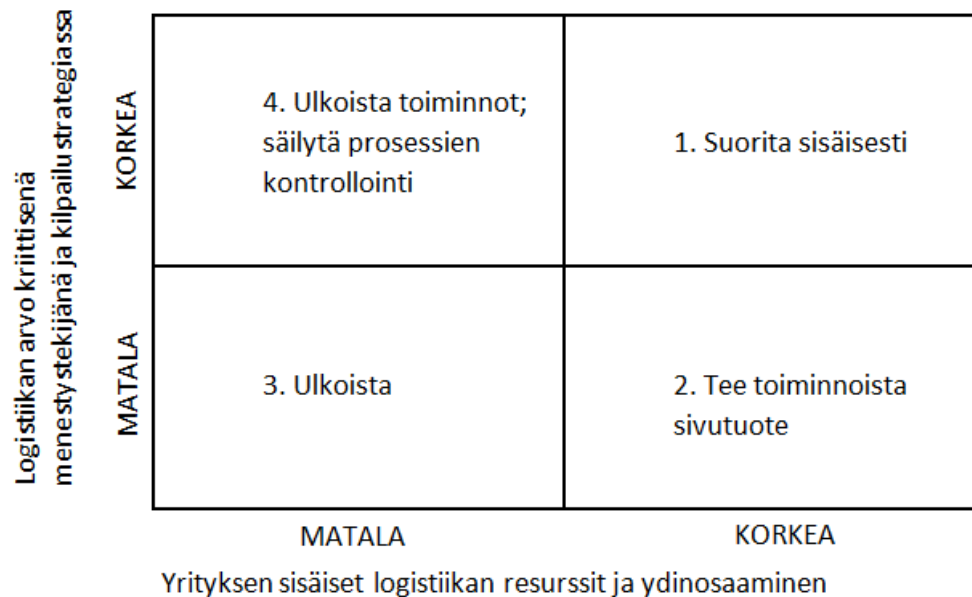 Logistiikan arvo kriittisenä
menestystekijänä ja kilpailustrategiassa
KORKEA
4. Ulkoista toiminnot;
säilytä prosessien
kontrollointi
1. Suorita sisäisesti
MATALA
3. Ulkoista
2. Tee toiminnoista
sivutuote
MATALA
KORKEA
Yrityksen sisäiset logistiikan resurssit ja ydinosaaminen